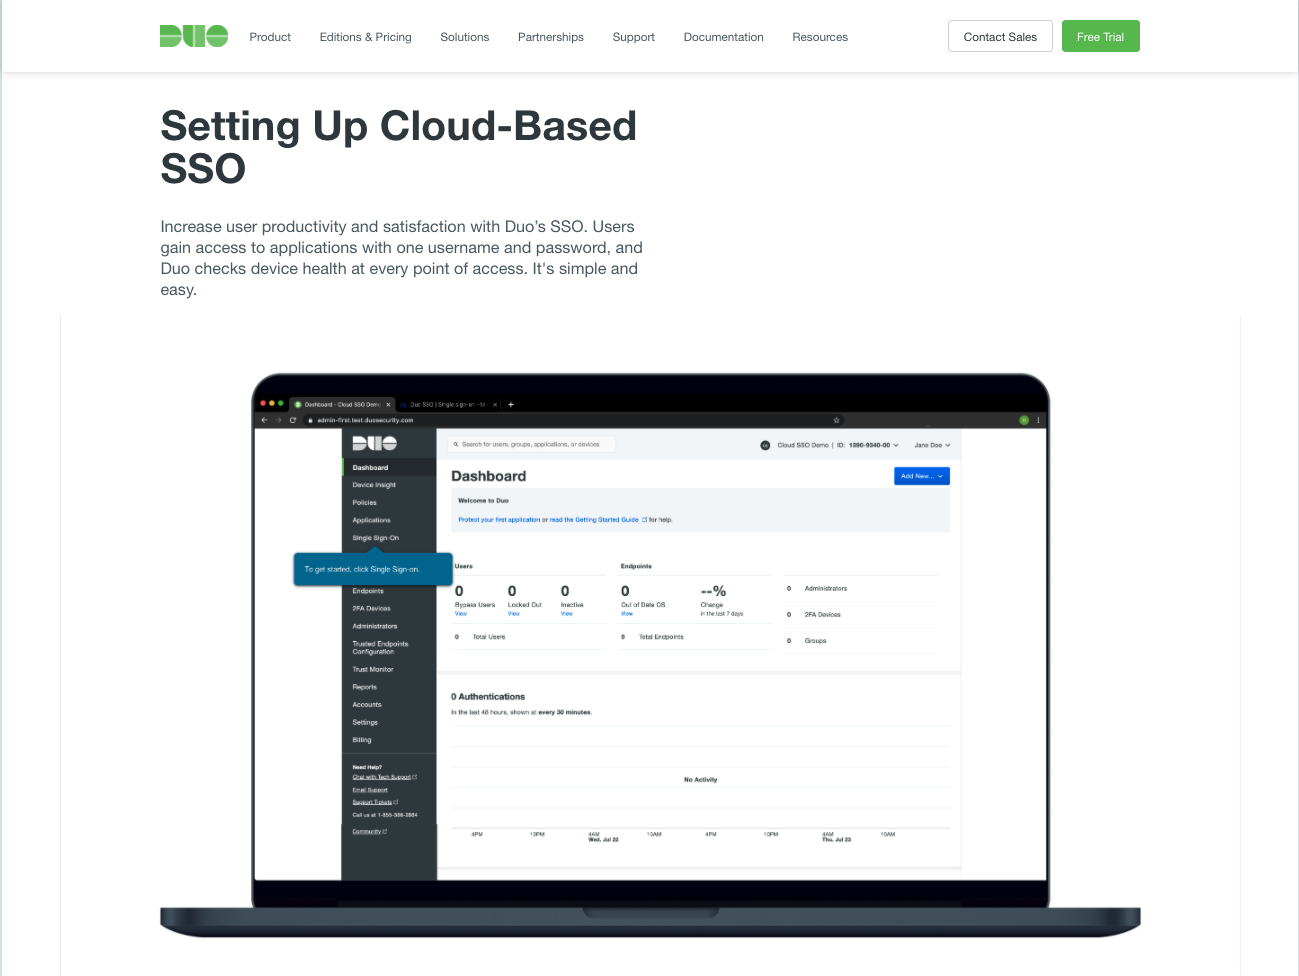 DUO Product Editions & Pricing Solutions Partnerships Support Documentation Resources Contact Sales Free Trial
Setting Up Cloud-Based
SSO
Increase user productivity and satisfaction with Duo’s SSO. Users
gain access to applications with one username and password, and
Duo checks device health at every point of access. It's simple and
easy.
Dashboard - Cloud SSO Demo Duo SSO | Single sign-on
admin-first.test.duosecurity.com
DUO
Search for users, groups, applications, or devices
Cloud SSO Demo | ID: 1390-9340-00 Jane Doe
Dashboard
Device Insight
Policies
Applications
Single Sign-On
To get started, click Single Sign-on.
Endpoints
2FA Devices
Administrators
Trusted Endpoints
Configuration
Trust Monitor
Reports
Accounts
Settings
Billing
Need Help?
Chat with Tech Support
Email Support
Support Tickets
Call us at 1-855-386-2884
Community
Dashboard
Add New...
Welcome to Duo
Protect your first application or read the Getting Started Guide for help.
Users
0 0 0
Bypass Users Locked Out Inactive
View View View
0 Total Users
Endpoints
0 --%
Out of Date OS Change
View in the last 7 days
0 Total Endpoints
0 Administrators
0 2FA Devices
0 Groups
0 Authentications
In the last 48 hours, shown at every 30 minutes.
No Activity
4PM 10PM 4AM 10AM 4PM 10PM 4AM 10AM
Wed. Jul 22 Thu. Jul 23